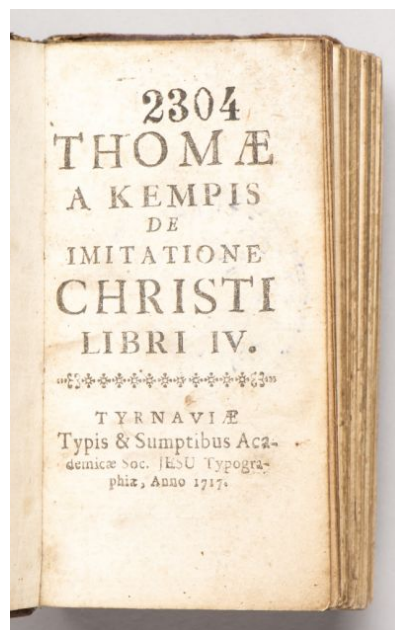 2304
THOMÆ
A KEMPIS
DE
IMITATIONE
CHRISTI
LIBRI IV.
TYRNAVIÆ
Typis & Sumptibus Aca-
demicæ Soc. JESU Typogra-
phiæ, Anno 1717.